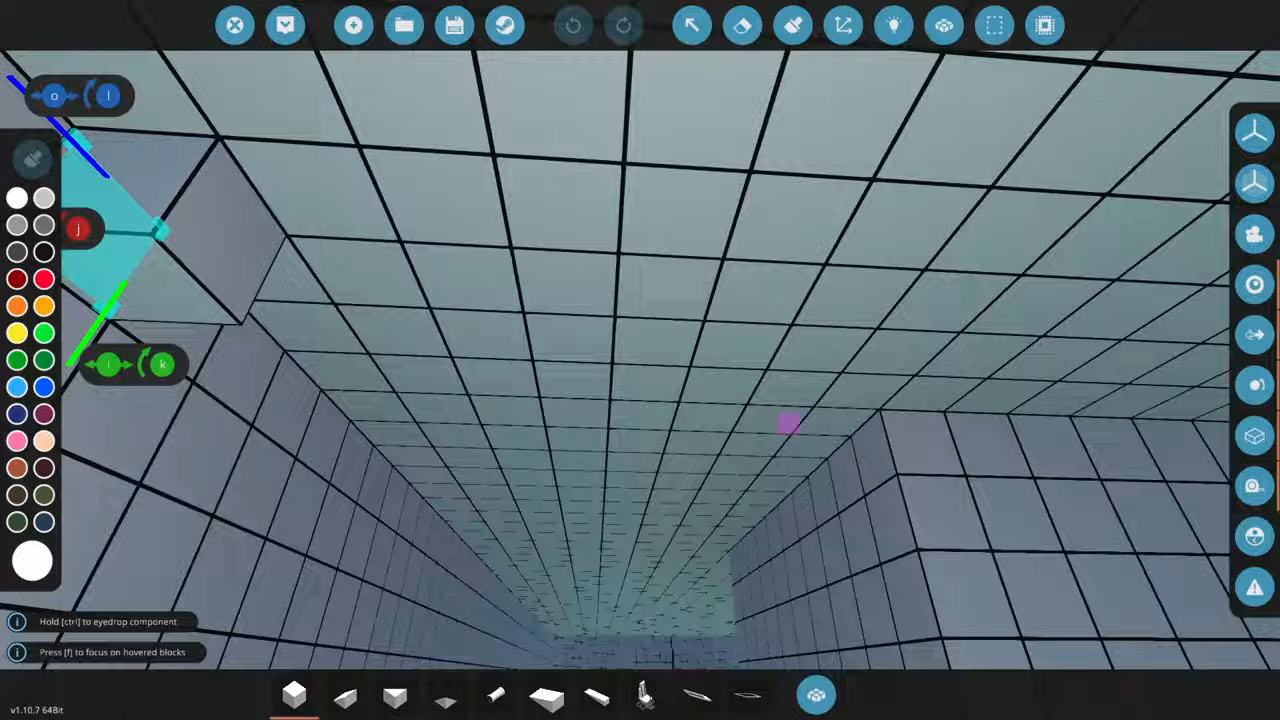 o l
j
i k
Hold [ctrl] to eyedrop component
Press [f] to focus on hovered blocks
v1.10.7 64Bit